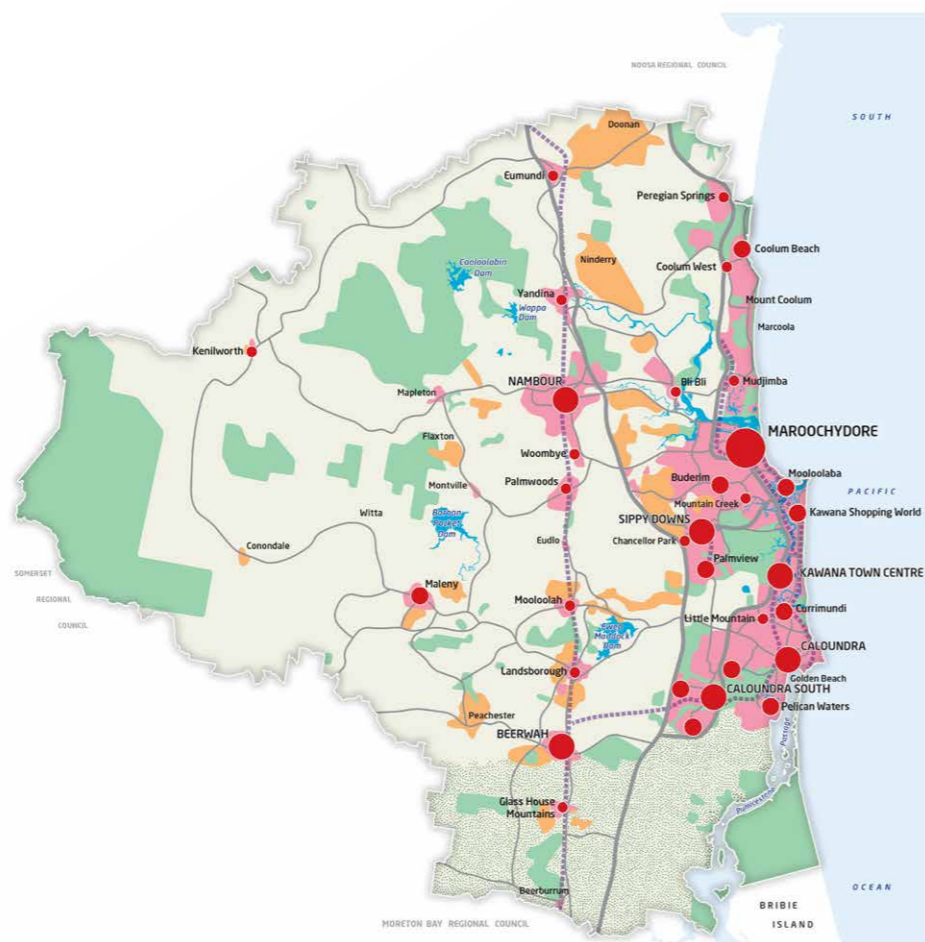 NOOSA REGIONAL COUNCIL
SOUTH
Doonan
Eumundi
Peregian Springs
Coolum Beach
Ninderry
Coolum West
Cooloolabin
Dam
Yandina
Mount Coolum
Wappa
Dam
Marcoola
Kenilworth
NAMBOUR
Bli Bli
Mudjimba
Mapleton
MAROOCHYDORE
Flaxton
Woombye
Mooloolaba
Buderim
Montville
Palmwoods
PACIFIC
Mountain Creek
Kawana Shopping World
Witta
Baroon
Pocket
Dam
SIPPY DOWNS
Chancellor Park
Eudlo
Conondale
Palmview
KAWANA TOWN CENTRE
SOMERSET
REGIONAL
COUNCIL
Maleny
Mooloolah
Currimundi
Little Mountain
Ewen
Maddock
Dam
CALOUNDRA
Landsborough
Golden Beach
CALOUNDRA SOUTH
Pelican Waters
Peachester
BEERWAH
Passage
Pumicestone
Glass House
Mountains
Beerburrum
OCEAN
BRIBIE
ISLAND
MORETON BAY REGIONAL COUNCIL